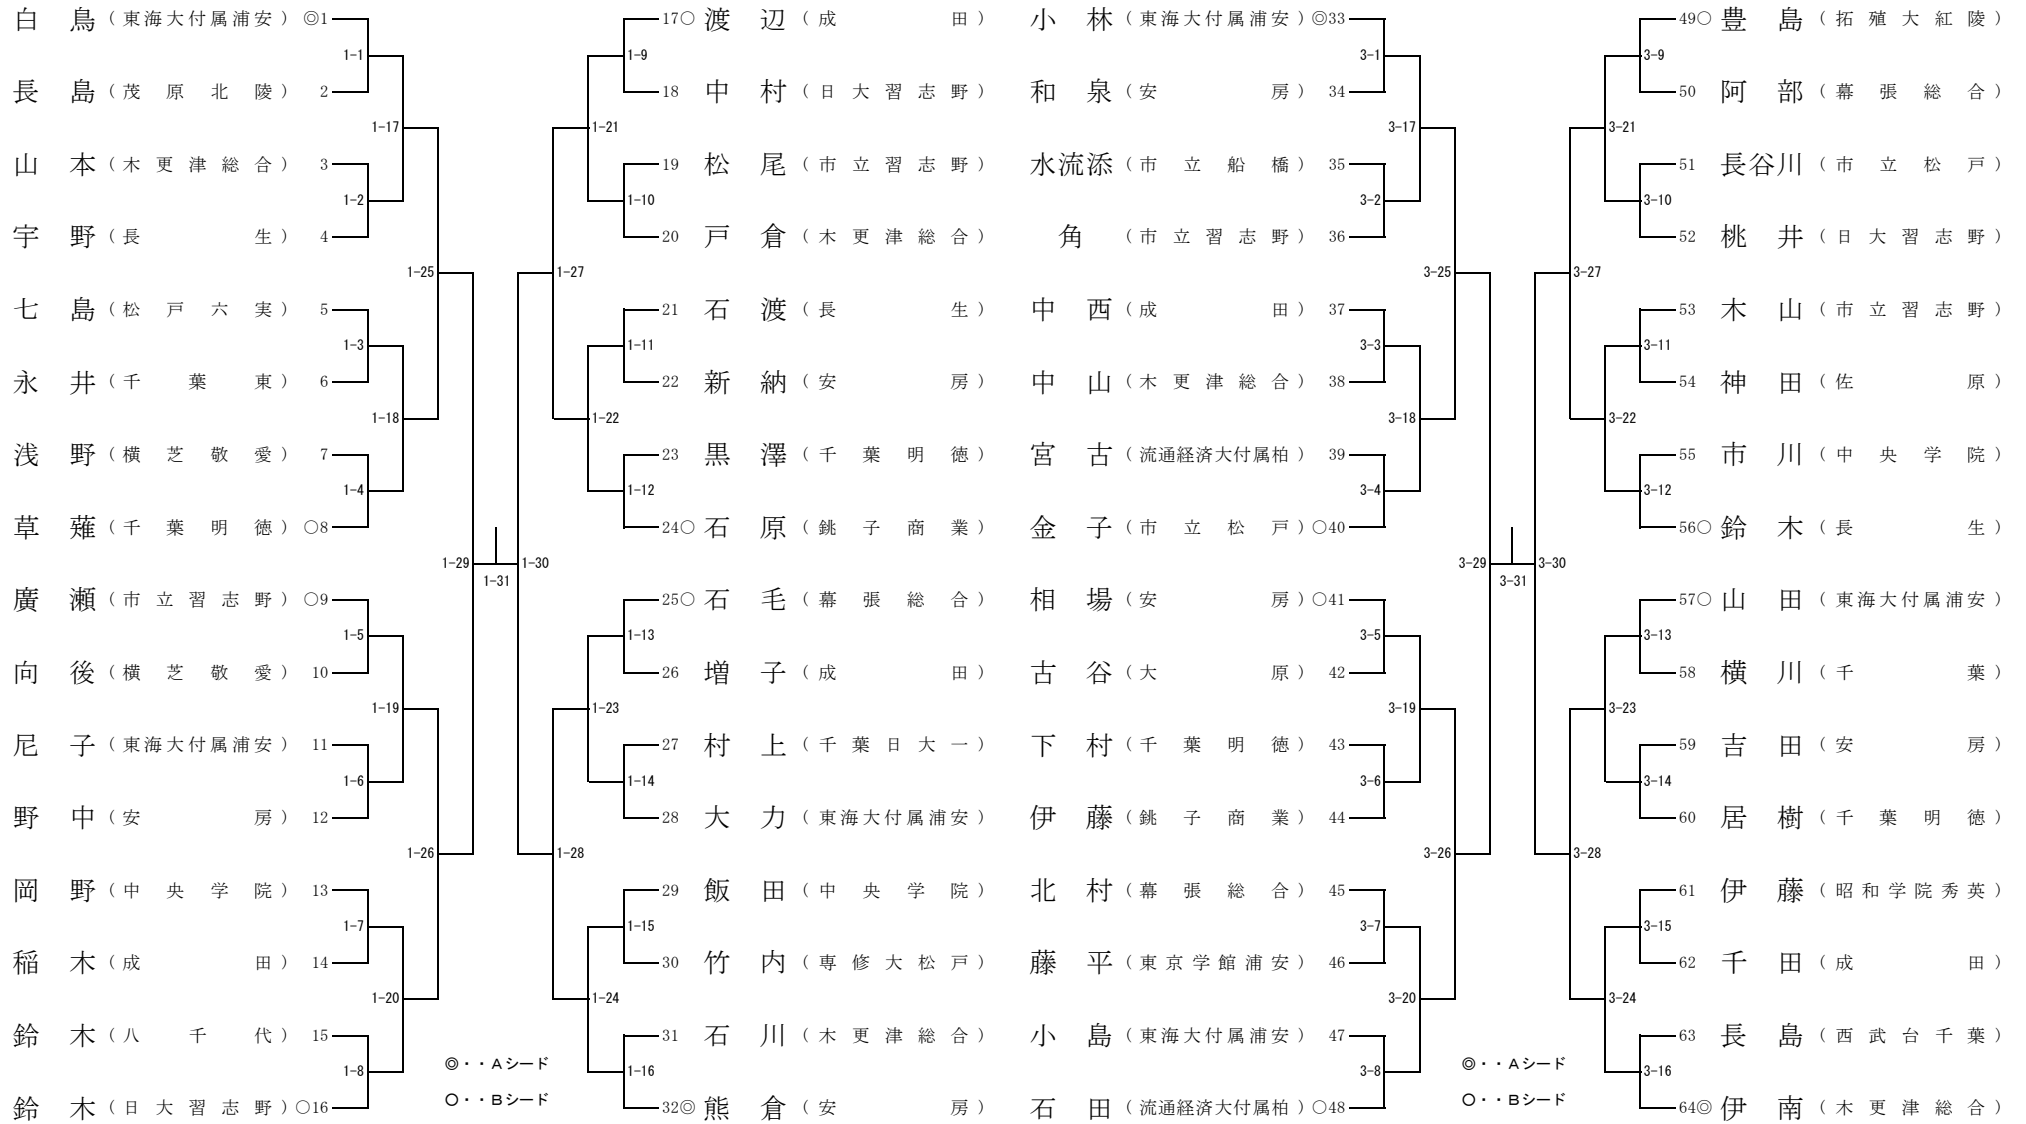 白鳥（東海大付属浦安）◎1
1-1
長島（茂原北陵）2
1-17
山本（木更津総合）3
1-2
宇野（長生）4
1-25
七島（松戸六実）5
1-3
永井（千葉東）6
1-18
浅野（横芝敬愛）7
1-4
草薙（千葉明徳）○8
1-29
廣瀬（市立習志野）○9
1-5
向後（横芝敬愛）10
1-19
尼子（東海大付属浦安）11
1-6
野中（安房）12
1-26
岡野（中央学院）13
1-7
稲木（成田）14
1-20
鈴木（八千代）15
1-8
鈴木（日大習志野）○16
1-31
◎・・Aシード
○・・Bシード
17○渡辺（成田）
1-9
18 中村（日大習志野）
1-21
19 松尾（市立習志野）
1-10
20 戸倉（木更津総合）
1-27
21 石渡（長生）
1-11
22 新納（安房）
1-22
23 黒澤（千葉明徳）
1-12
24○石原（銚子商業）
1-30
25○石毛（幕張総合）
1-13
26 増子（成田）
1-23
27 村上（千葉日大一）
1-14
28 大力（東海大付属浦安）
1-28
29 飯田（中央学院）
1-15
30 竹内（専修大松戸）
1-24
31 石川（木更津総合）
1-16
32◎熊倉（安房）
小林（東海大付属浦安）◎33
3-1
和泉（安房）34
3-17
水流添（市立船橋）35
3-2
角（市立習志野）36
3-25
中西（成田）37
3-3
中山（木更津総合）38
3-18
宮古（流通経済大付属柏）39
3-4
金子（市立松戸）○40
3-29
相場（安房）○41
3-5
古谷（大原）42
3-19
下村（千葉明徳）43
3-6
伊藤（銚子商業）44
3-26
北村（幕張総合）45
3-7
藤平（東京学館浦安）46
3-20
小島（東海大付属浦安）47
3-8
石田（流通経済大付属柏）○48
3-31
◎・・Aシード
○・・Bシード
49○豊島（拓殖大紅陵）
3-9
50 阿部（幕張総合）
3-21
51 長谷川（市立松戸）
3-10
52 桃井（日大習志野）
3-27
53 木山（市立習志野）
3-11
54 神田（佐原）
3-22
55 市川（中央学院）
3-12
56○鈴木（長生）
3-30
57○山田（東海大付属浦安）
3-13
58 横川（千葉）
3-23
59 吉田（安房）
3-14
60 居樹（千葉明徳）
3-28
61 伊藤（昭和学院秀英）
3-15
62 千田（成田）
3-24
63 長島（西武台千葉）
3-16
64◎伊南（木更津総合）